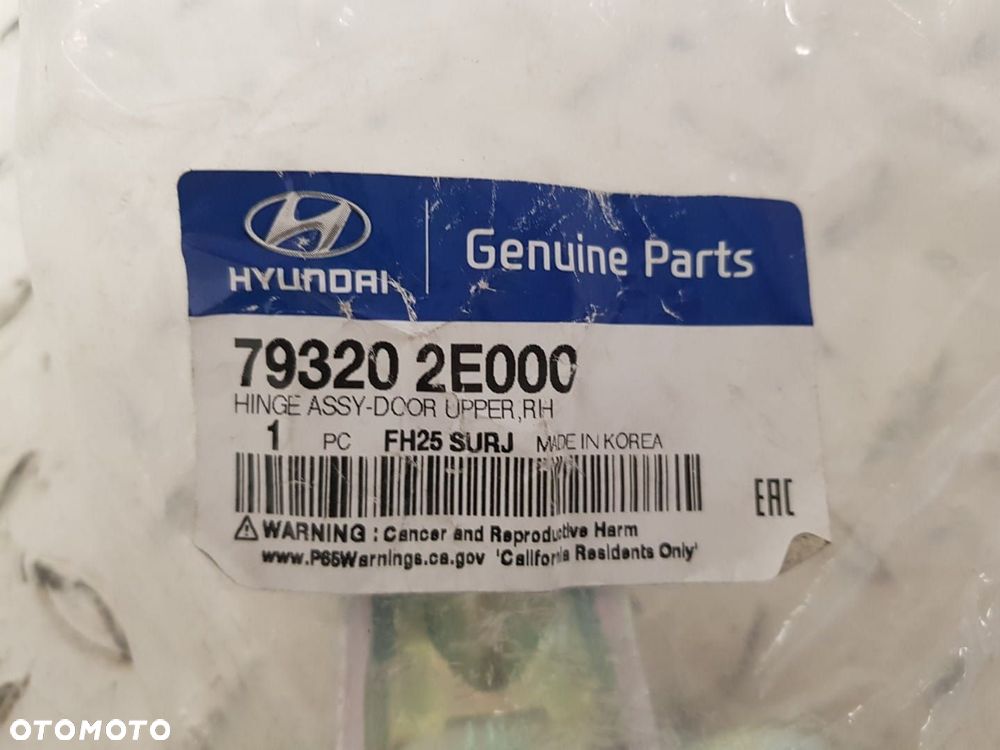 HYUNDAI
Genuine Parts
79320 2E000
HINGE ASSY-DOOR UPPER,RH
1 PC FH25 SURJ MADE IN KOREA
EAC
WARNING : Cancer and Reproductive Harm
www.P65Warnings.ca.gov 'California Residents Only'
OTOMOTO